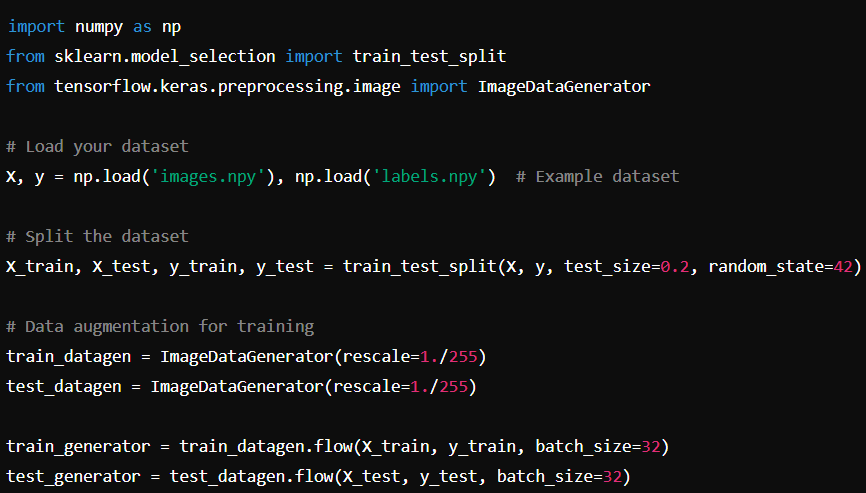 import numpy as np
from sklearn.model_selection import train_test_split
from tensorflow.keras.preprocessing.image import ImageDataGenerator
# Load your dataset
X, y = np.load('images.npy'), np.load('labels.npy')  # Example dataset
# Split the dataset
X_train, X_test, y_train, y_test = train_test_split(X, y, test_size=0.2, random_state=42)
# Data augmentation for training
train_datagen = ImageDataGenerator(rescale=1./255)
test_datagen = ImageDataGenerator(rescale=1./255)
train_generator = train_datagen.flow(X_train, y_train, batch_size=32)
test_generator = test_datagen.flow(X_test, y_test, batch_size=32)